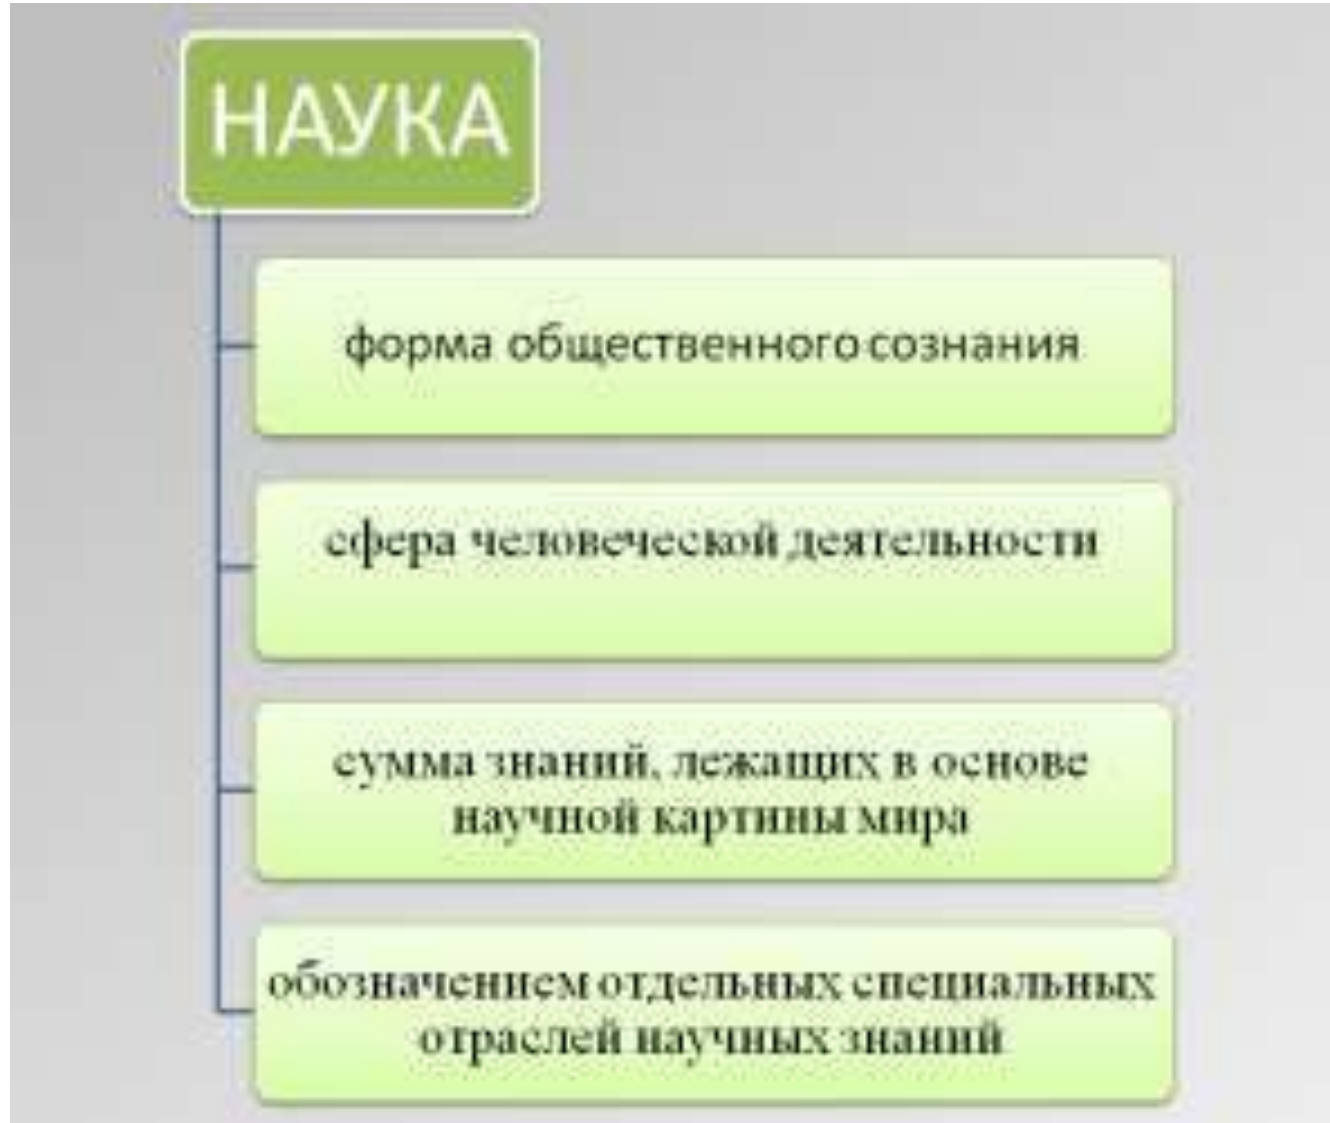 НАУКА
форма общественного сознания
сфера человеческой деятельности
сумма знаний, лежащих в основе
научной картины мира
обозначением отдельных специальных
отраслей научных знаний